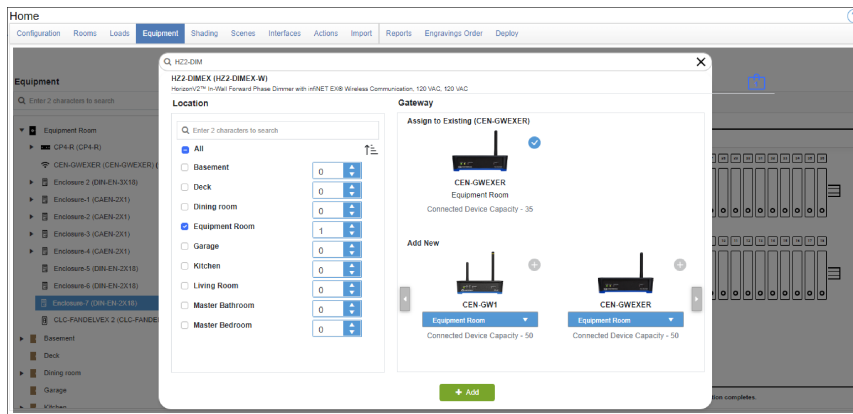 Home
Configuration Rooms Loads Equipment Shading Scenes Interfaces Actions Import Reports Engravings Order Deploy
HZ2-DIM
HZ2-DIMEX (HZ2-DIMEX-W)
HorizonV2™ In-Wall Forward Phase Dimmer with infiNET EX® Wireless Communication, 120 VAC, 120 VAC
Equipment
Enter 2 characters to search
Equipment Room
CP4-R (CP4-R)
CEN-GWEXER (CEN-GWEXER) (
Enclosure 2 (DIN-EN-3X18)
Enclosure-1 (CAEN-2X1)
Enclosure-2 (CAEN-2X1)
Enclosure-3 (CAEN-2X1)
Enclosure-4 (CAEN-2X1)
Enclosure-5 (DIN-EN-2X18)
Enclosure-6 (DIN-EN-2X18)
Enclosure-7 (DIN-EN-2X18)
CLC-FANDELVEX 2 (CLC-FANDE
Basement
Deck
Dining room
Garage
Kitchen
Location
Enter 2 characters to search
All
Basement 0
Deck 0
Dining room 0
Equipment Room 1
Garage 0
Kitchen 0
Living Room 0
Master Bathroom 0
Master Bedroom 0
Gateway
Assign to Existing (CEN-GWEXER)
CEN-GWEXER
Equipment Room
Connected Device Capacity - 35
Add New
CEN-GW1 CEN-GWEXER
Equipment Room Equipment Room
Connected Device Capacity - 50 Connected Device Capacity - 50
+ Add
tion completes.